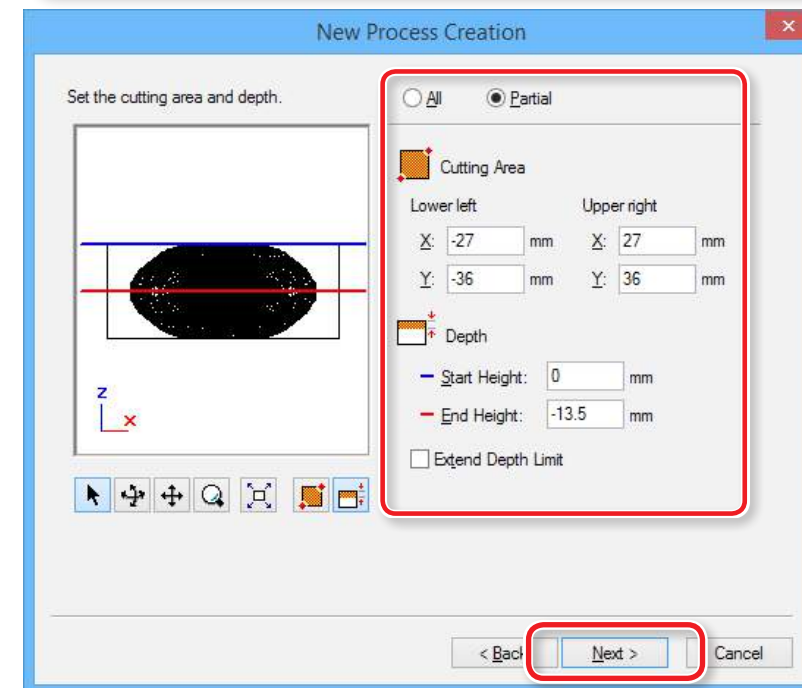 New Process Creation
Set the cutting area and depth.
All Partial
Cutting Area
Lower left Upper right
X: -27 mm X: 27 mm
Y: -36 mm Y: 36 mm
Depth
Start Height: 0 mm
End Height: -13.5 mm
Extend Depth Limit
z
x
< Back Next > Cancel